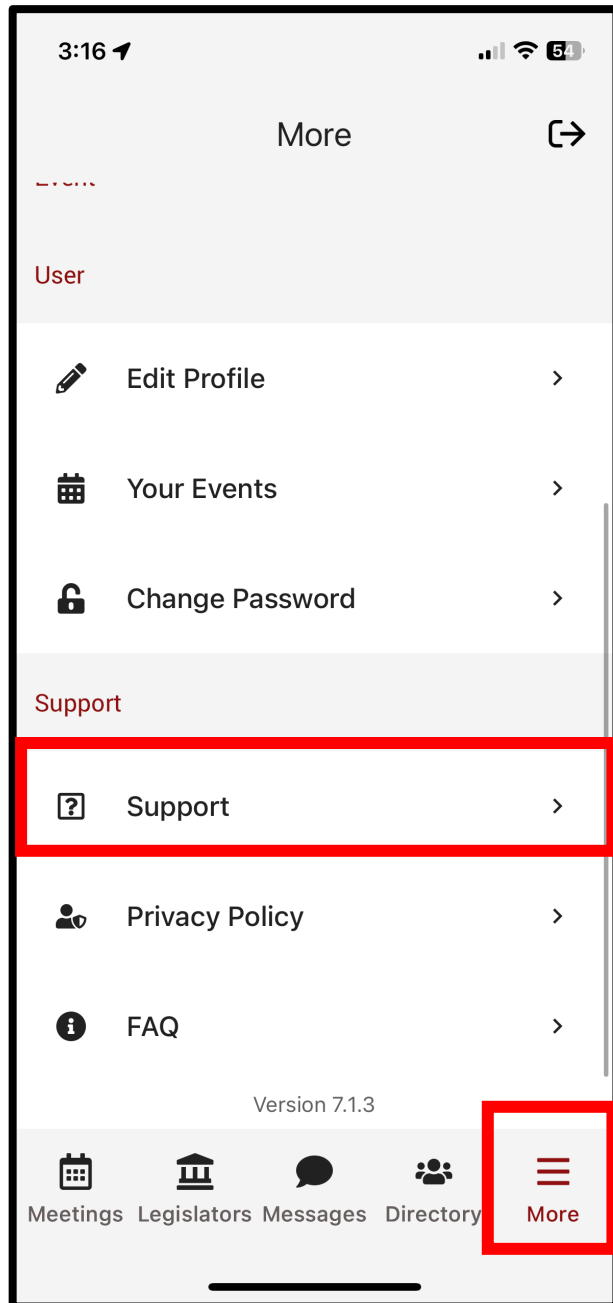 3:16
54
More
Event
User
Edit Profile
Your Events
Change Password
Support
Support
Privacy Policy
FAQ
Version 7.1.3
Meetings Legislators Messages Directory More